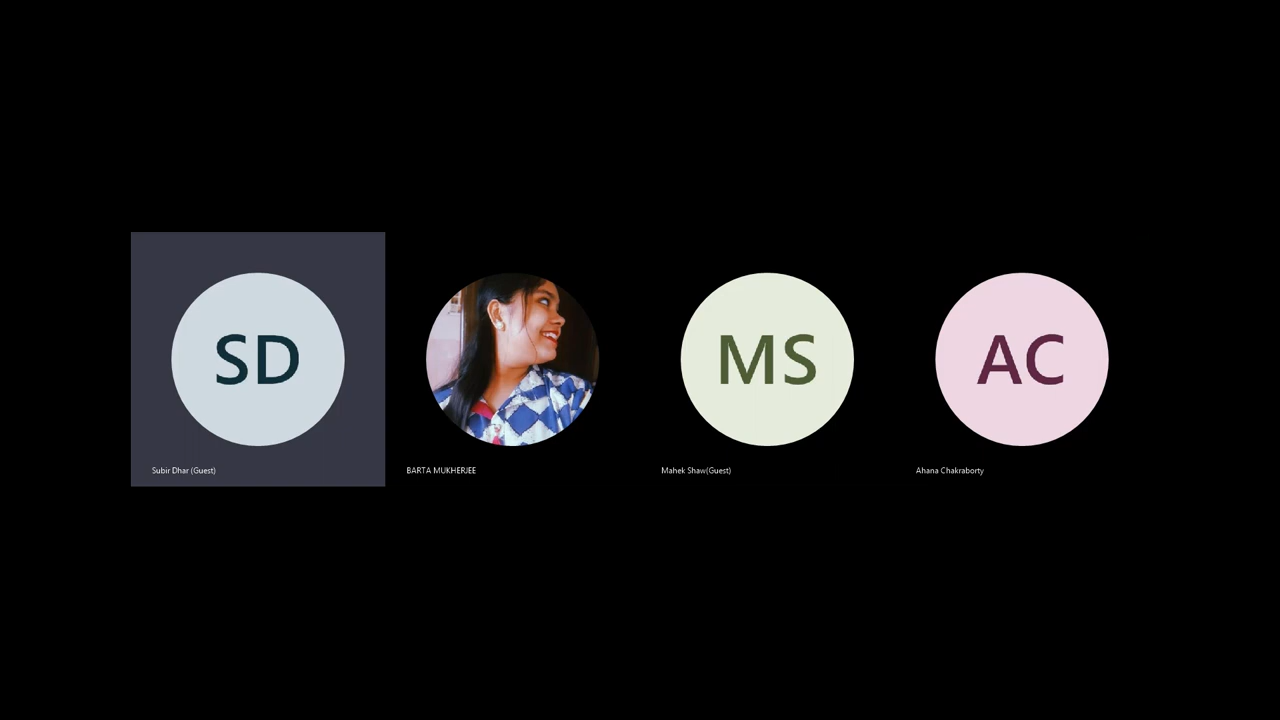 SD
MS
AC
Subir Dhar (Guest)
BARTA MUKHERJEE
Mahek Shaw(Guest)
Ahana Chakraborty